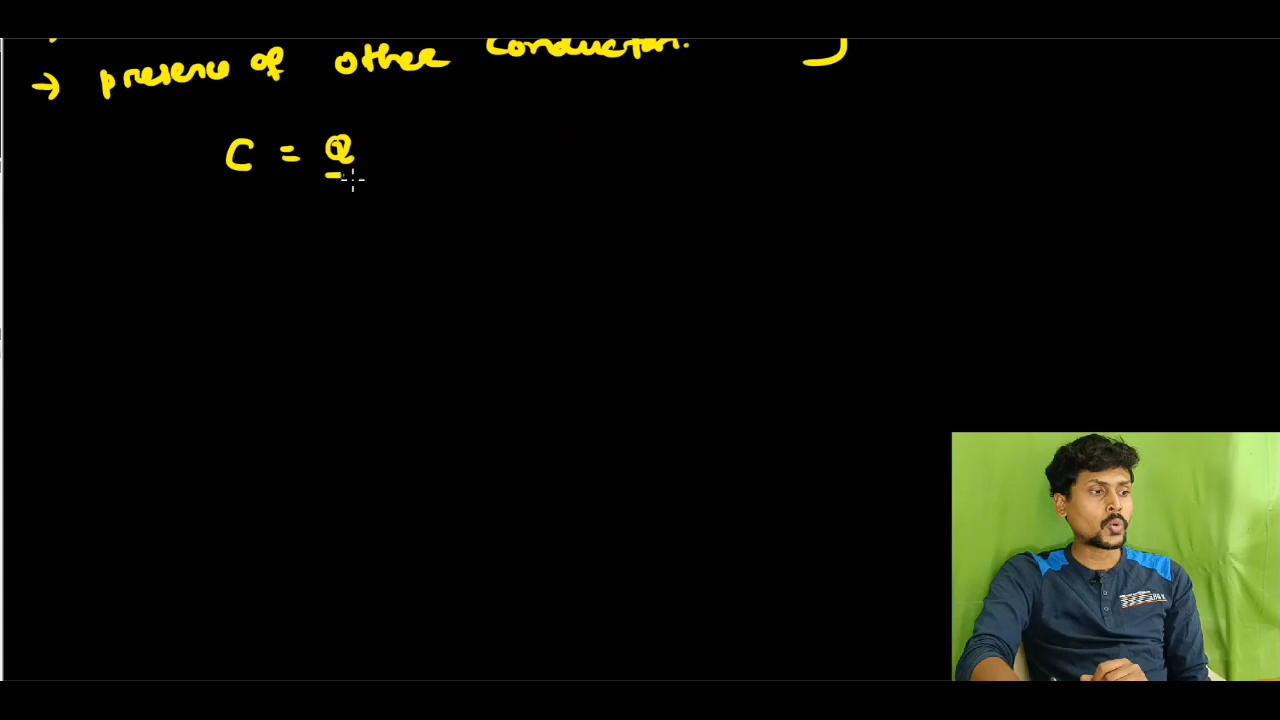 → presence of other conductor.
C = Q